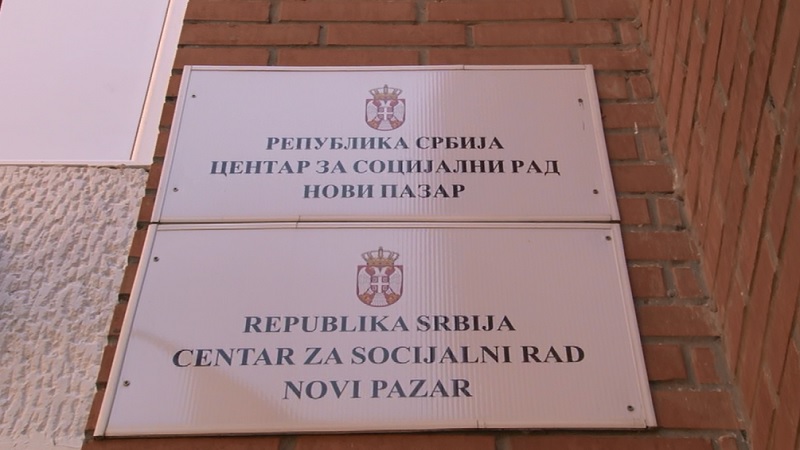 РЕПУБЛИКА СРБИЈА
ЦЕНТАР ЗА СОЦИЈАЛНИ РАД
НОВИ ПАЗАР
REPUBLIKA SRBIJA
CENTAR ZA SOCIJALNI RAD
NOVI PAZAR